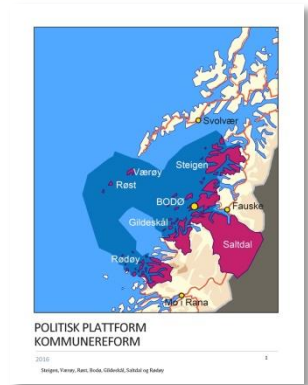 Svolvær
Steigen
Værøy
Røst
BODØ
Fauske
Gildeskål
Saltdal
Rødøy
Mo i Rana
POLITISK PLATTFORM
KOMMUNEREFORM
2016
1
Steigen, Værøy, Røst, Bodø, Gildeskål, Saltdal og Rødøy